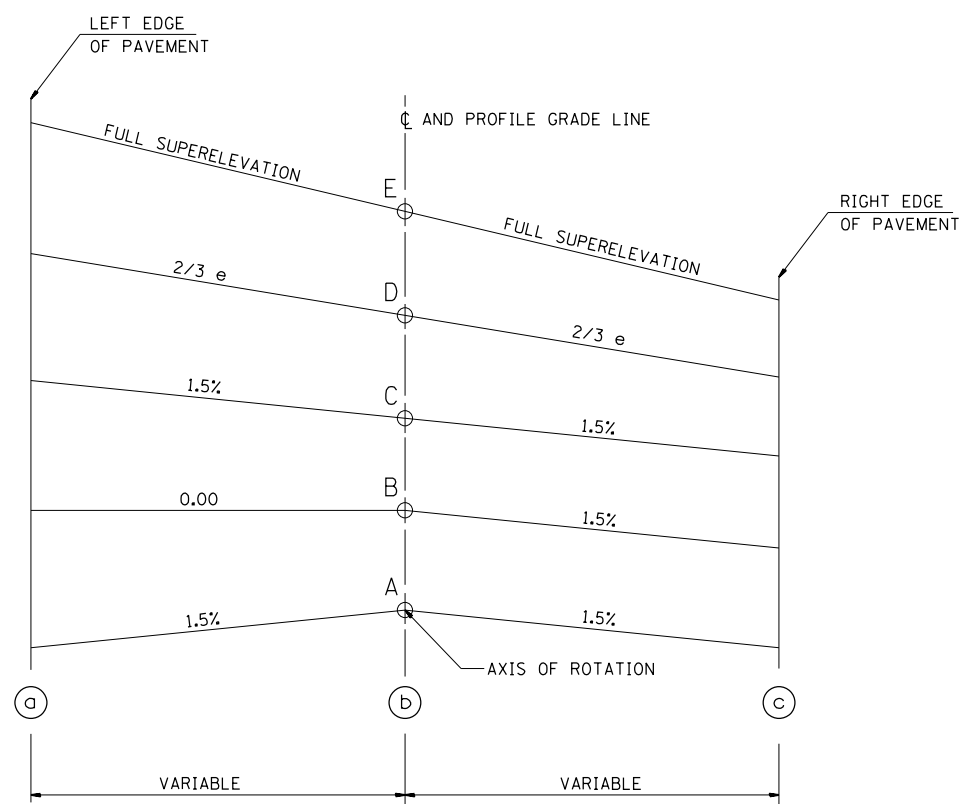 LEFT EDGE
OF PAVEMENT
℄ AND PROFILE GRADE LINE
FULL SUPERELEVATION
E
RIGHT EDGE
OF PAVEMENT
FULL SUPERELEVATION
2/3 e
D
2/3 e
1.5%
C
1.5%
0.00
B
1.5%
A
1.5%
1.5%
AXIS OF ROTATION
a
b
c
VARIABLE
VARIABLE